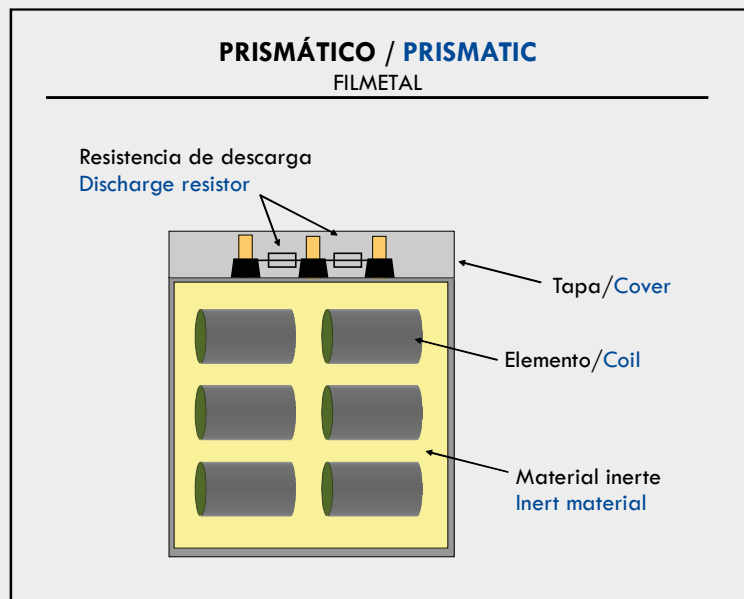 PRISMÁTICO / PRISMATIC
FILMETAL
Resistencia de descarga
Discharge resistor
Tapa/Cover
Elemento/Coil
Material inerte
Inert material